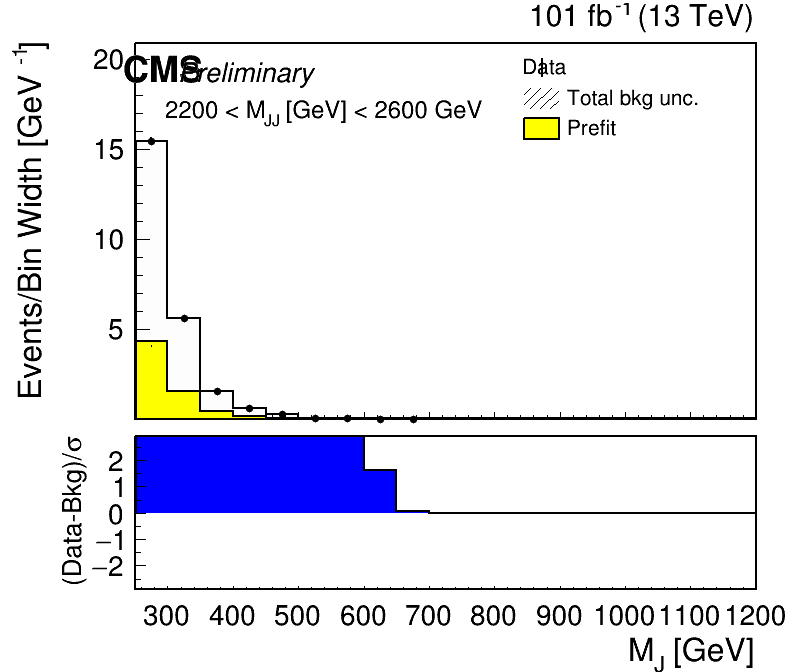 101 fb⁻¹ (13 TeV)
Events/Bin Width [GeV⁻¹]
CMS Preliminary
2200 < M_JJ [GeV] < 2600 GeV
Data
Total bkg unc.
Prefit
20
15
10
5
(Data-Bkg)/σ
2
1
0
−1
−2
300 400 500 600 700 800 900 1000 1100 1200
M_J [GeV]